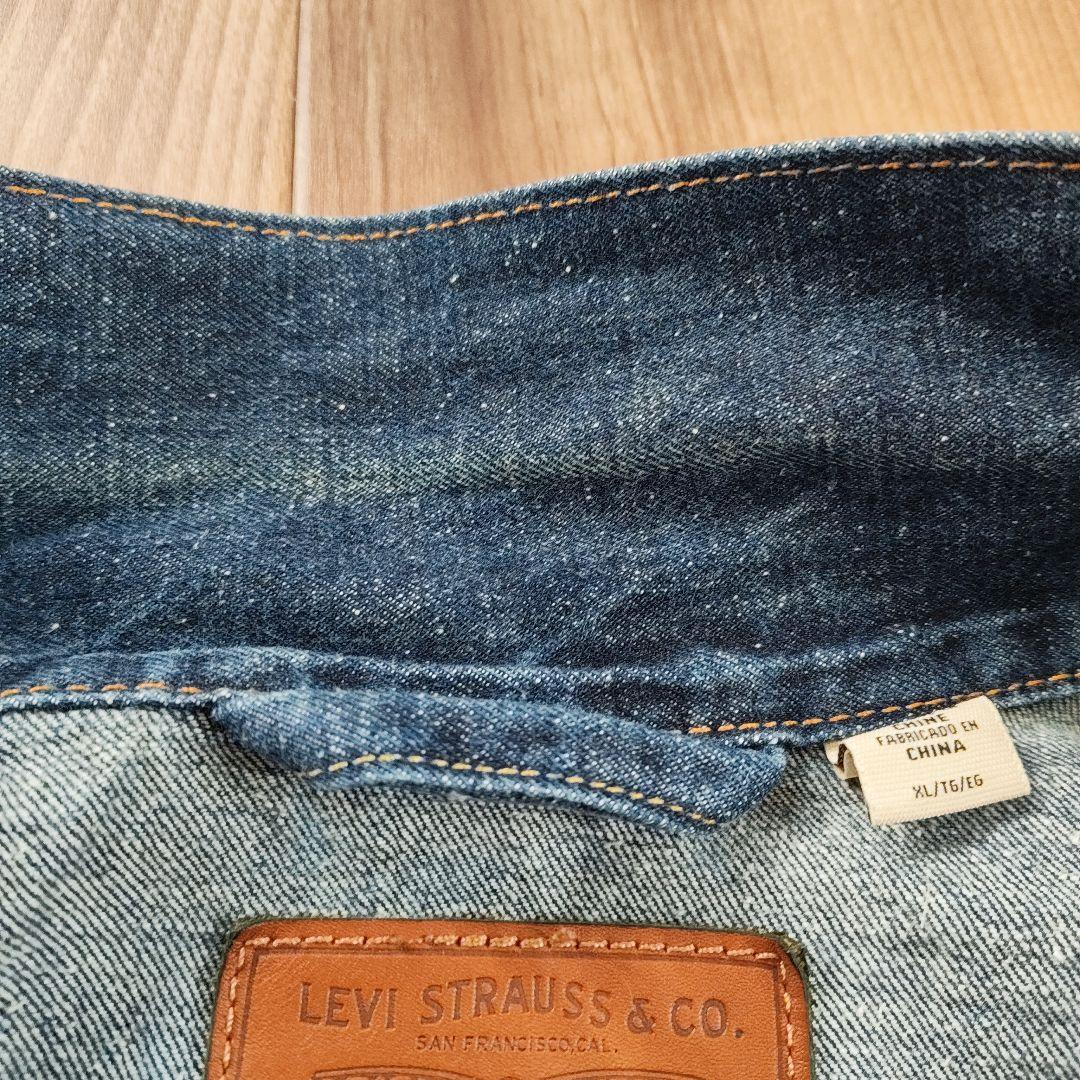 FABRICADO EN
CHINA
XL/TG/EG
LEVI STRAUSS & CO.
SAN FRANCISCO, CAL.